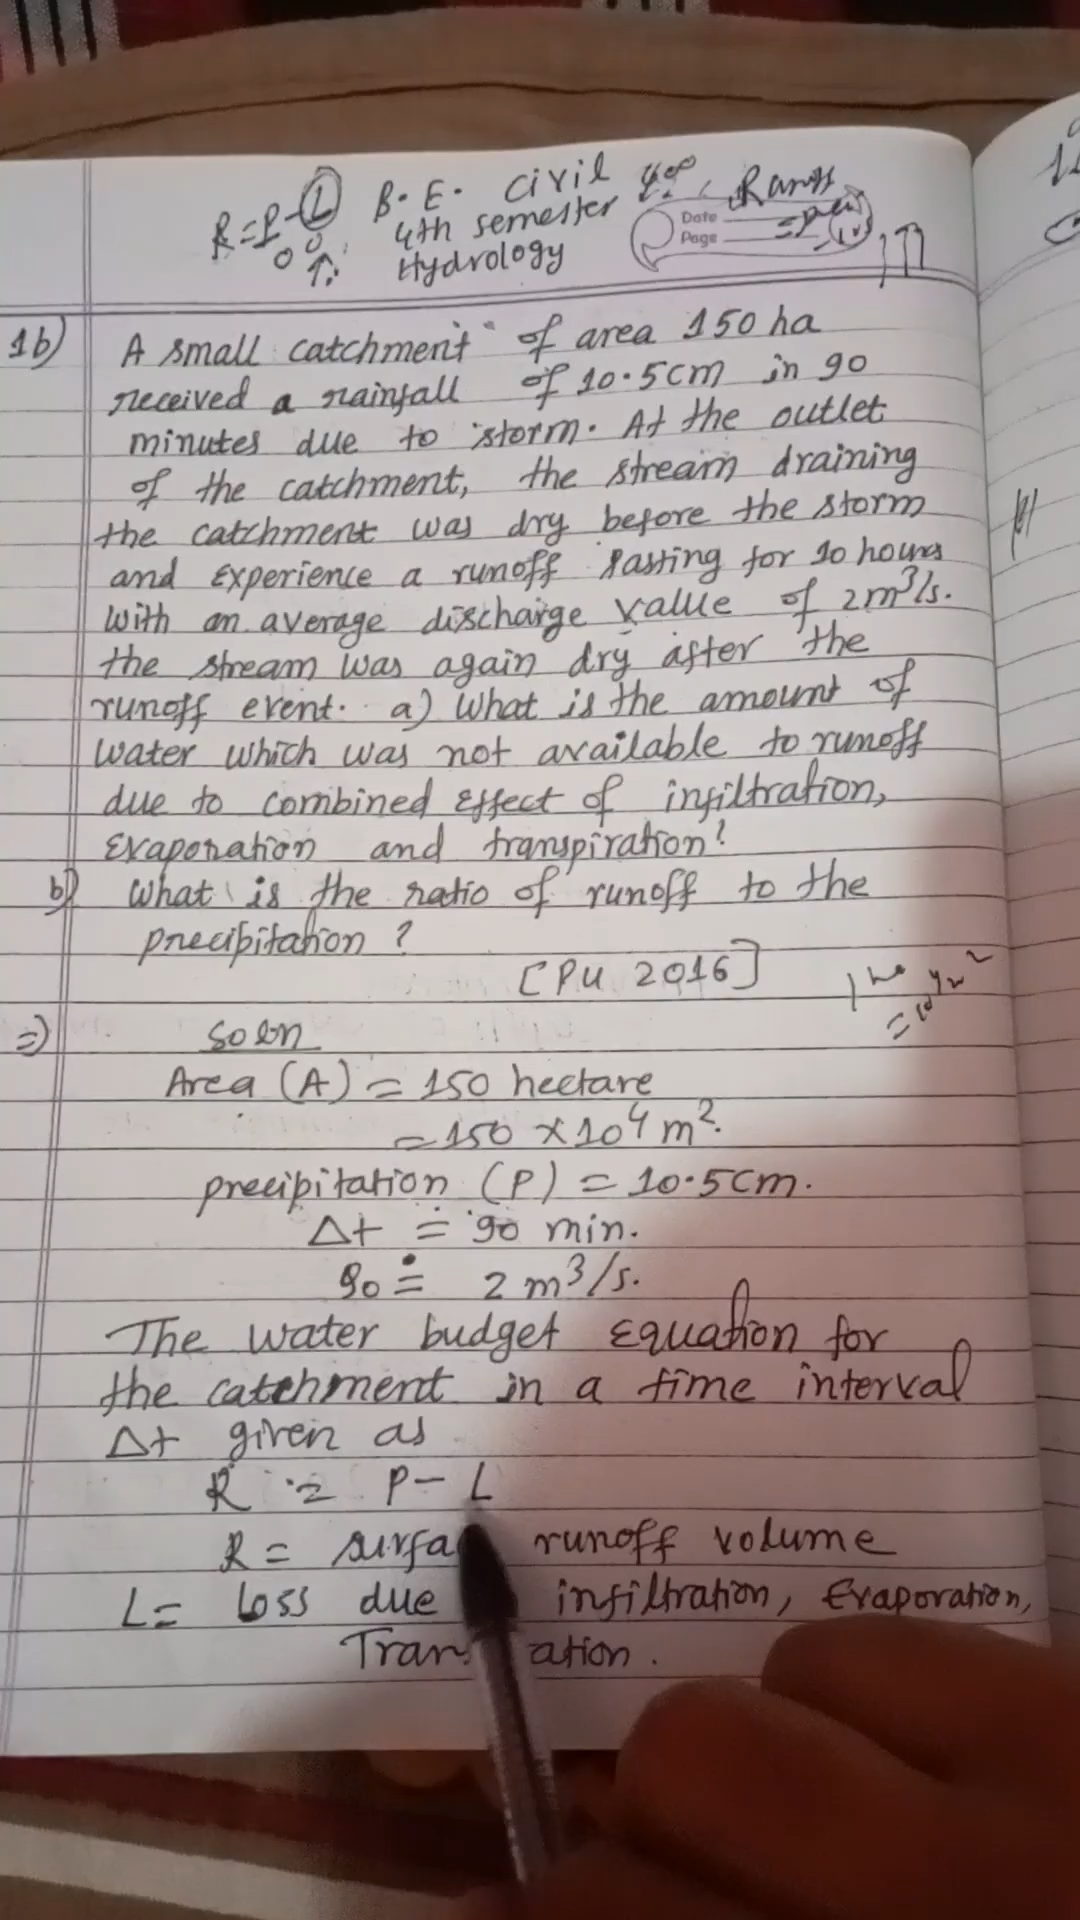 R=P-L B.E. Civil
4th semester
Hydrology
Date
Page
1b) A small catchment of area 150 ha
received a rainfall of 10.5cm in 90
minutes due to storm. At the outlet
of the catchment, the stream draining
the catchment was dry before the storm
and Experience a runoff lasting for 10 hours
with an average discharge value of 2m³/s.
the stream was again dry after the
runoff event. a) What is the amount of
water which was not available to runoff
due to combined Effect of infiltration,
Evaporation and transpiration?
b) What is the ratio of runoff to the
precipitation?
[PU 2016]
=) Soln
Area (A) = 150 hectare
= 150 × 10⁴ m².
precipitation (P) = 10.5cm.
Δt = 90 min.
= 2 m³/s.
The water budget Equation for
the catchment in a time interval
Δt given as
R = P - L
R = runoff volume
L = Loss due infiltration, Evaporation,